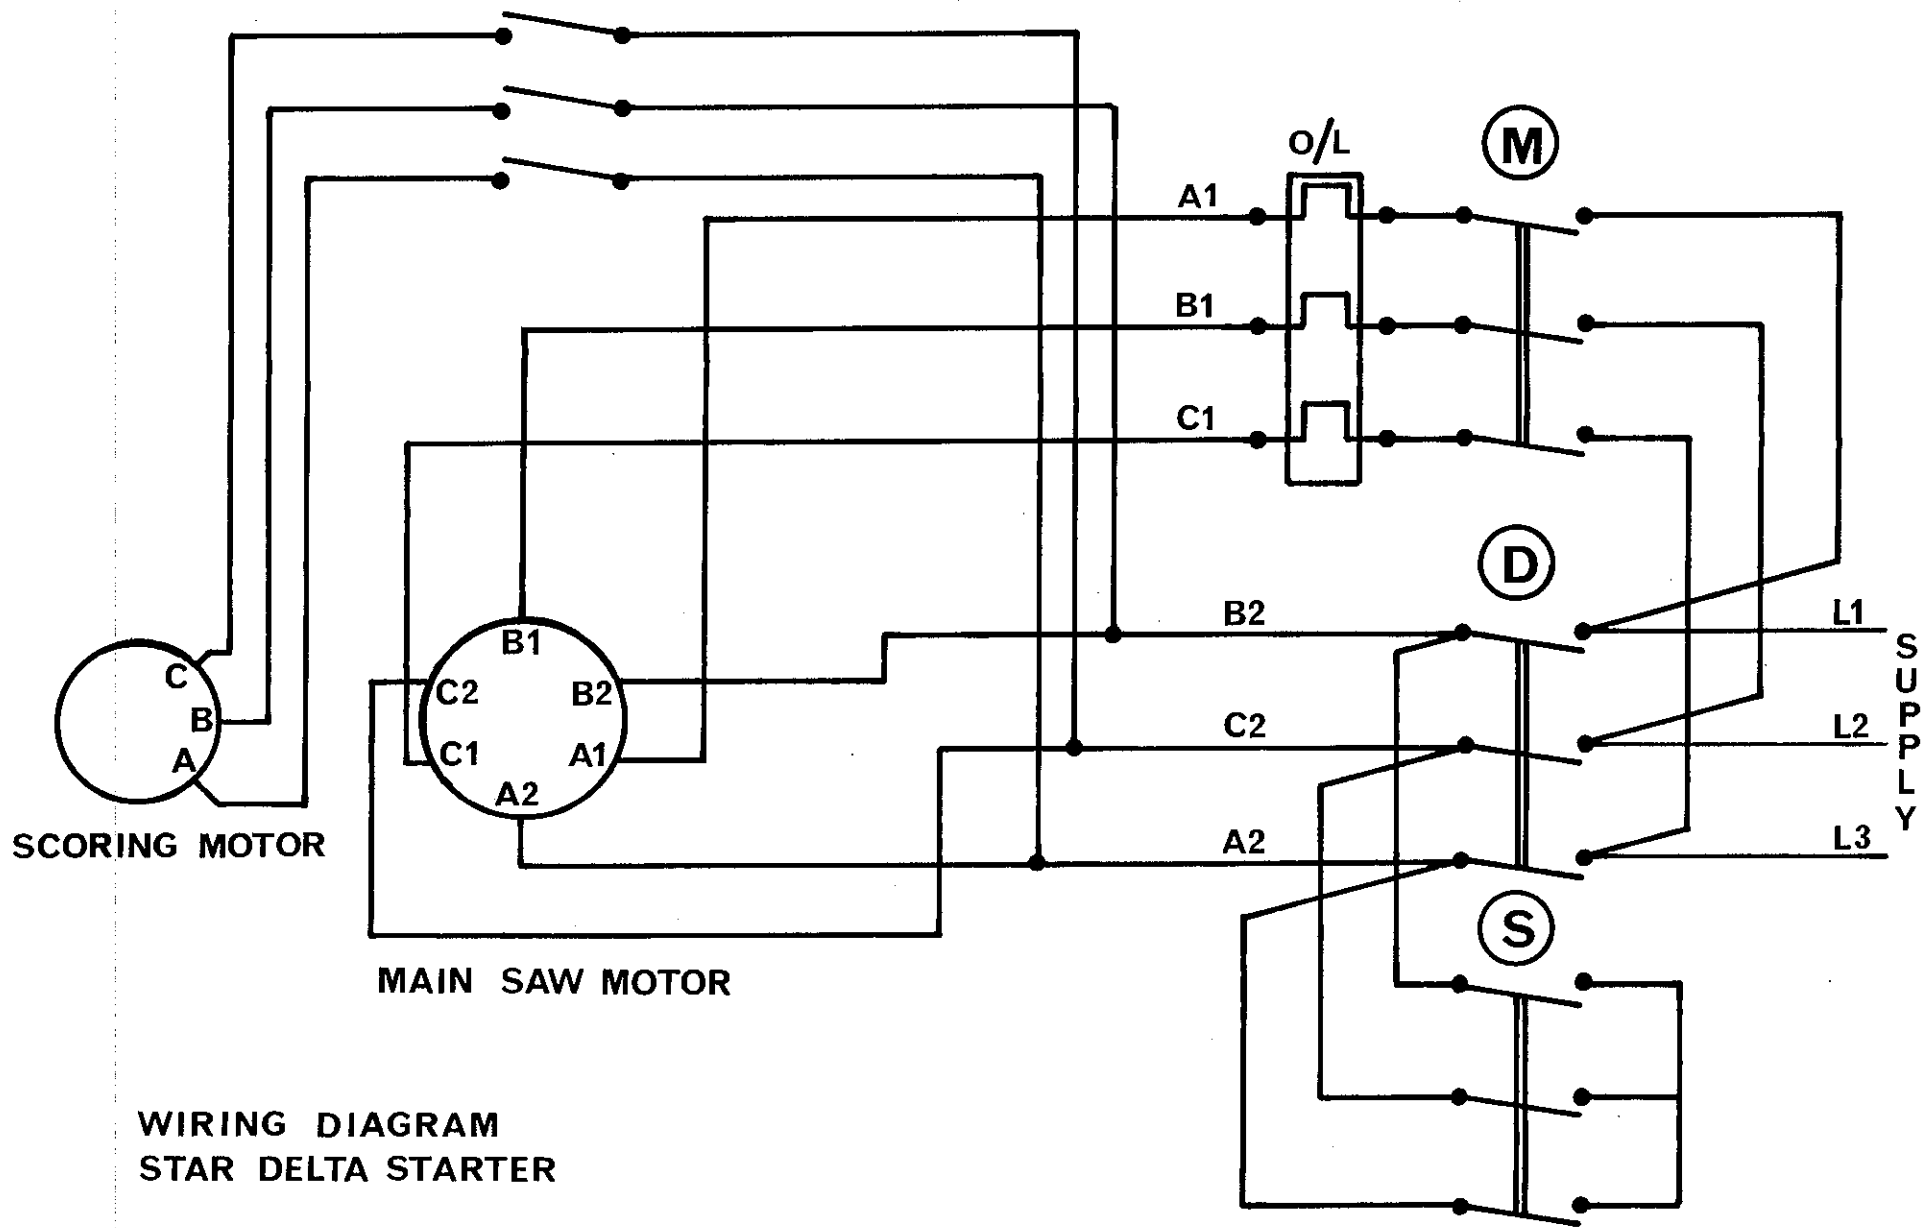 O/L
M
A1
B1
C1
D
B2
L1
C2
L2
A2
L3
SUPPLY
S
C
B
A
SCORING MOTOR
B1
C2
B2
C1
A1
A2
MAIN SAW MOTOR
WIRING DIAGRAM
STAR DELTA STARTER